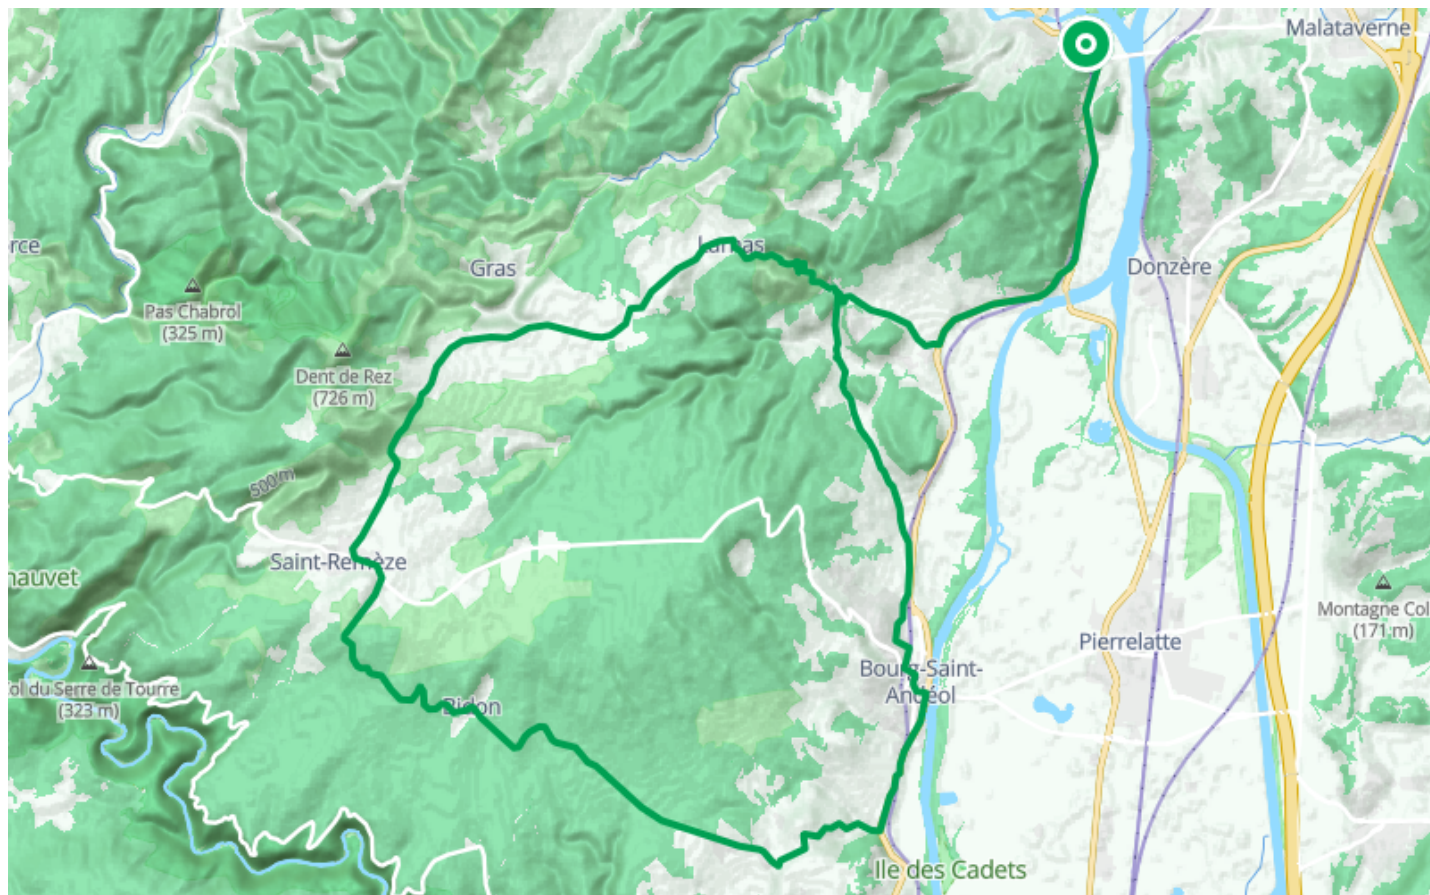 Malataverne
rce
Larnas
Gras
Donzère
Pas Chabrol
(325 m)
Dent de Rez
(726 m)
500 m
Saint-Remèze
hauvet
Montagne Col
(171 m)
Pierrelatte
Bourg-Saint-
Andéol
ol du Serre de Tourre
(323 m)
Bidon
Ile des Cadets